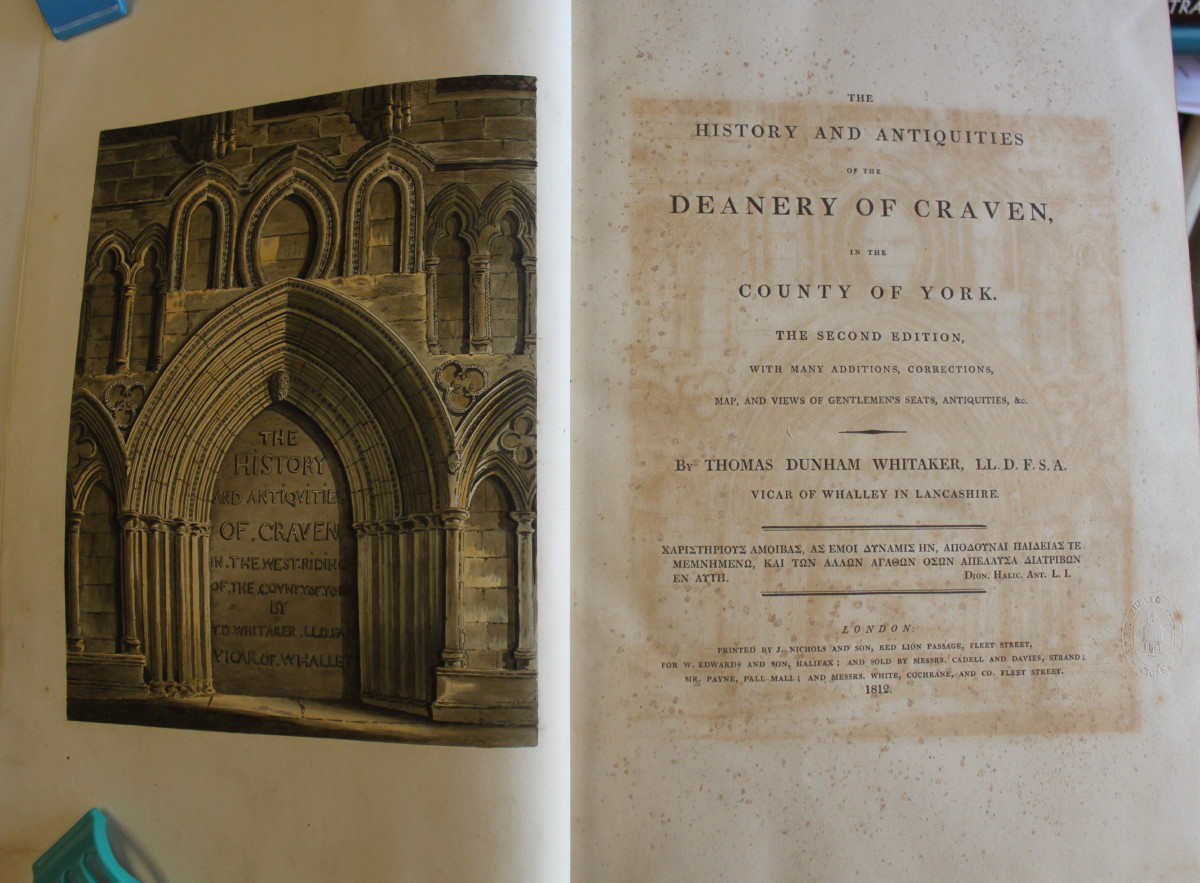 THE
HISTORY
AND ANTIQVITIE
OF. CRAVEN
IN. THE. WEST. RIDING
OF. THE. COVNTY. OF. YO
BY
T. D. WHITAKER. LL.D.
VICAR. OF. WHALLE
THE
HISTORY AND ANTIQUITIES
OF THE
DEANERY OF CRAVEN,
IN THE
COUNTY OF YORK.
THE SECOND EDITION,
WITH MANY ADDITIONS, CORRECTIONS,
MAP, AND VIEWS OF GENTLEMEN'S SEATS, ANTIQUITIES, &c.
By THOMAS DUNHAM WHITAKER, LL. D. F. S. A.
VICAR OF WHALLEY IN LANCASHIRE.
ΧΑΡΙΣΤΗΡΙΟΥΣ ΑΜΟΙΒΑΣ, ΑΣ ΕΜΟΙ ΔΥΝΑΜΙΣ ΗΝ, ΑΠΟΔΟΥΝΑΙ ΠΑΙΔΕΙΑΣ ΤΕ
ΜΕΜΝΗΜΕΝΩ, ΚΑΙ ΤΩΝ ΑΛΛΩΝ ΑΓΑΘΩΝ ΟΣΩΝ ΑΠΕΛΛΥΣΑ ΔΙΑΤΡΙΒΩΝ
ΕΝ ΑΥΤΗ. Dion. Halic. Ant. L. I.
LONDON:
PRINTED BY J. NICHOLS AND SON, RED LION PASSAGE, FLEET STREET,
FOR W. EDWARDS AND SON, HALIFAX; AND SOLD BY MESSRS. CADELL AND DAVIES, STRAND;
MR. PAYNE, PALL MALL; AND MESSRS. WHITE, COCHRANE, AND CO. FLEET STREET.
1812.